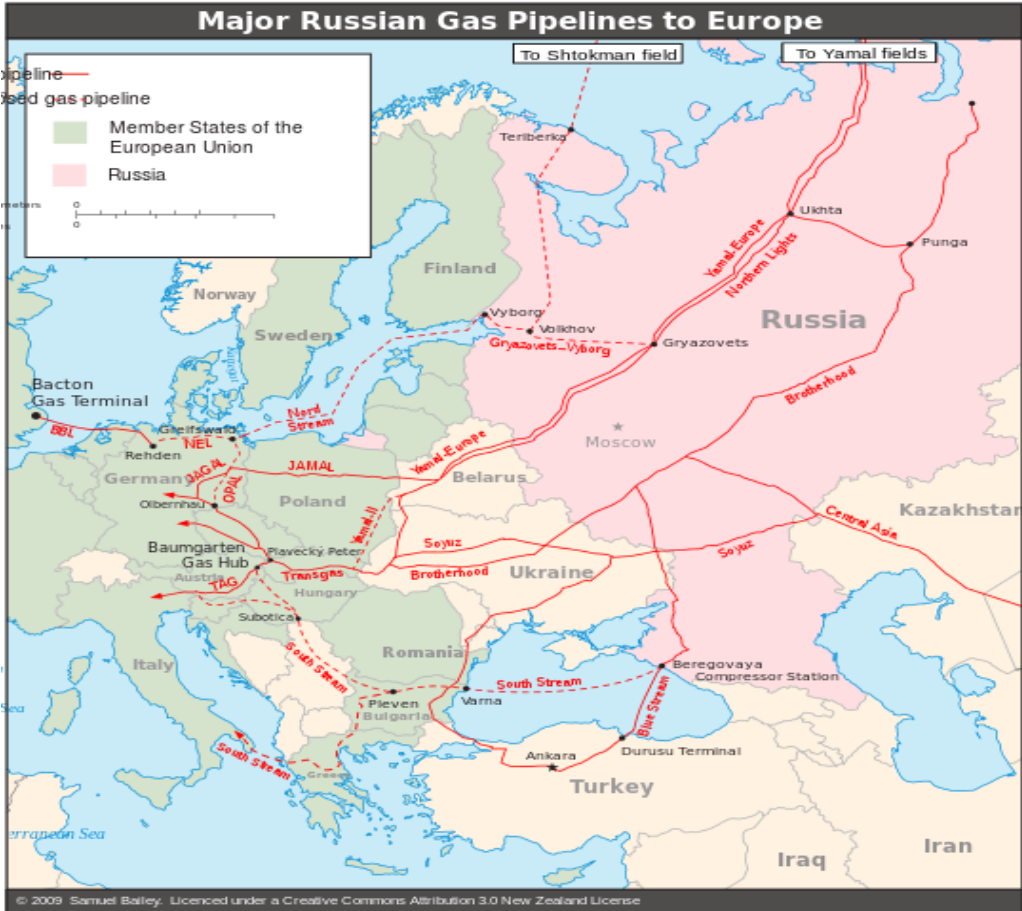 Major Russian Gas Pipelines to Europe
To Shtokman field
To Yamal fields
pipeline
sed gas pipeline
Member States of the
European Union
Russia
meters
0
0
Teriberka
Ukhta
Punga
Yamal-Europe
Northern Lights
Finland
Norway
Sweden
Vyborg
Volkhov
Gryazovets-Vyborg
Gryazovets
Russia
Brotherhood
Bacton
Gas Terminal
BBL
Greifswald
NEL
Rehden
Nord
Stream
Moscow
Yamal-Europe
JAGAL
JAMAL
OPAL
Germany
Poland
Belarus
Olbernhau
Yamal-II
Kazakhstan
Central Asia
Soyuz
Soyuz
Baumgarten
Gas Hub
Plavecký Peter
Austria
TAG
Transgas
Brotherhood
Ukraine
Hungary
Subotica
Italy
South Stream
Romania
Beregovaya
Compressor Station
South Stream
Varna
Pleven
Bulgaria
Blue Stream
Sea
South Stream
Greece
Ankara
Durusu Terminal
Turkey
erranean Sea
Iraq
Iran
© 2009 Samuel Bailey. Licenced under a Creative Commons Attribution 3.0 New Zealand License